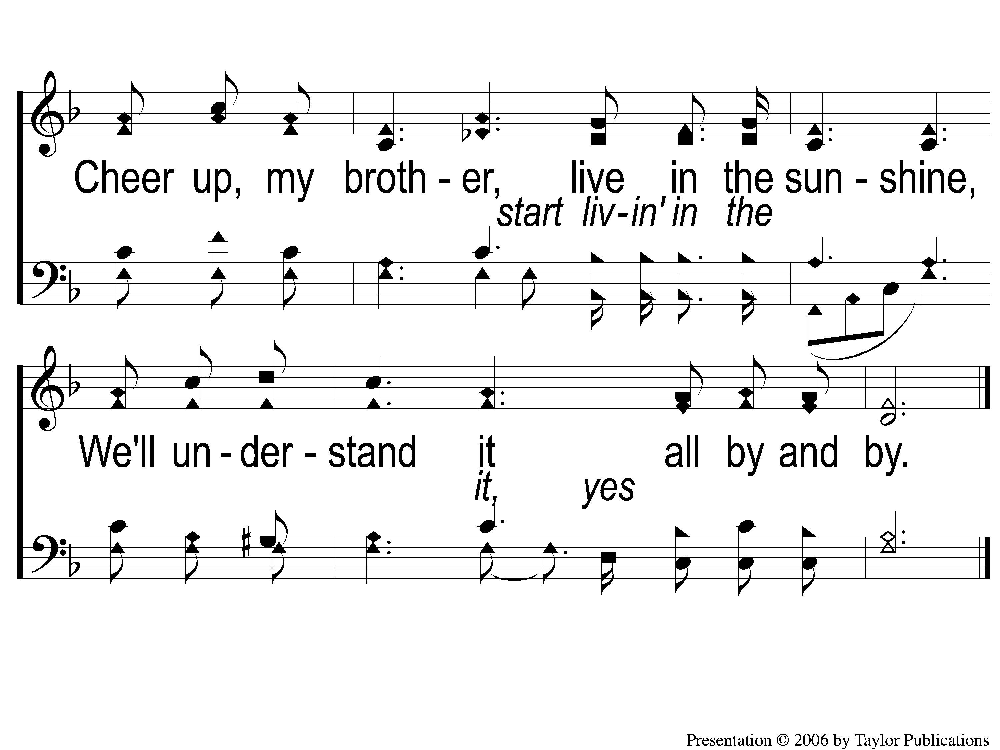 Cheer up, my broth - er, live in the sun - shine,
start liv-in' in the
We'll un - der - stand it all by and by.
it, yes
Presentation © 2006 by Taylor Publications